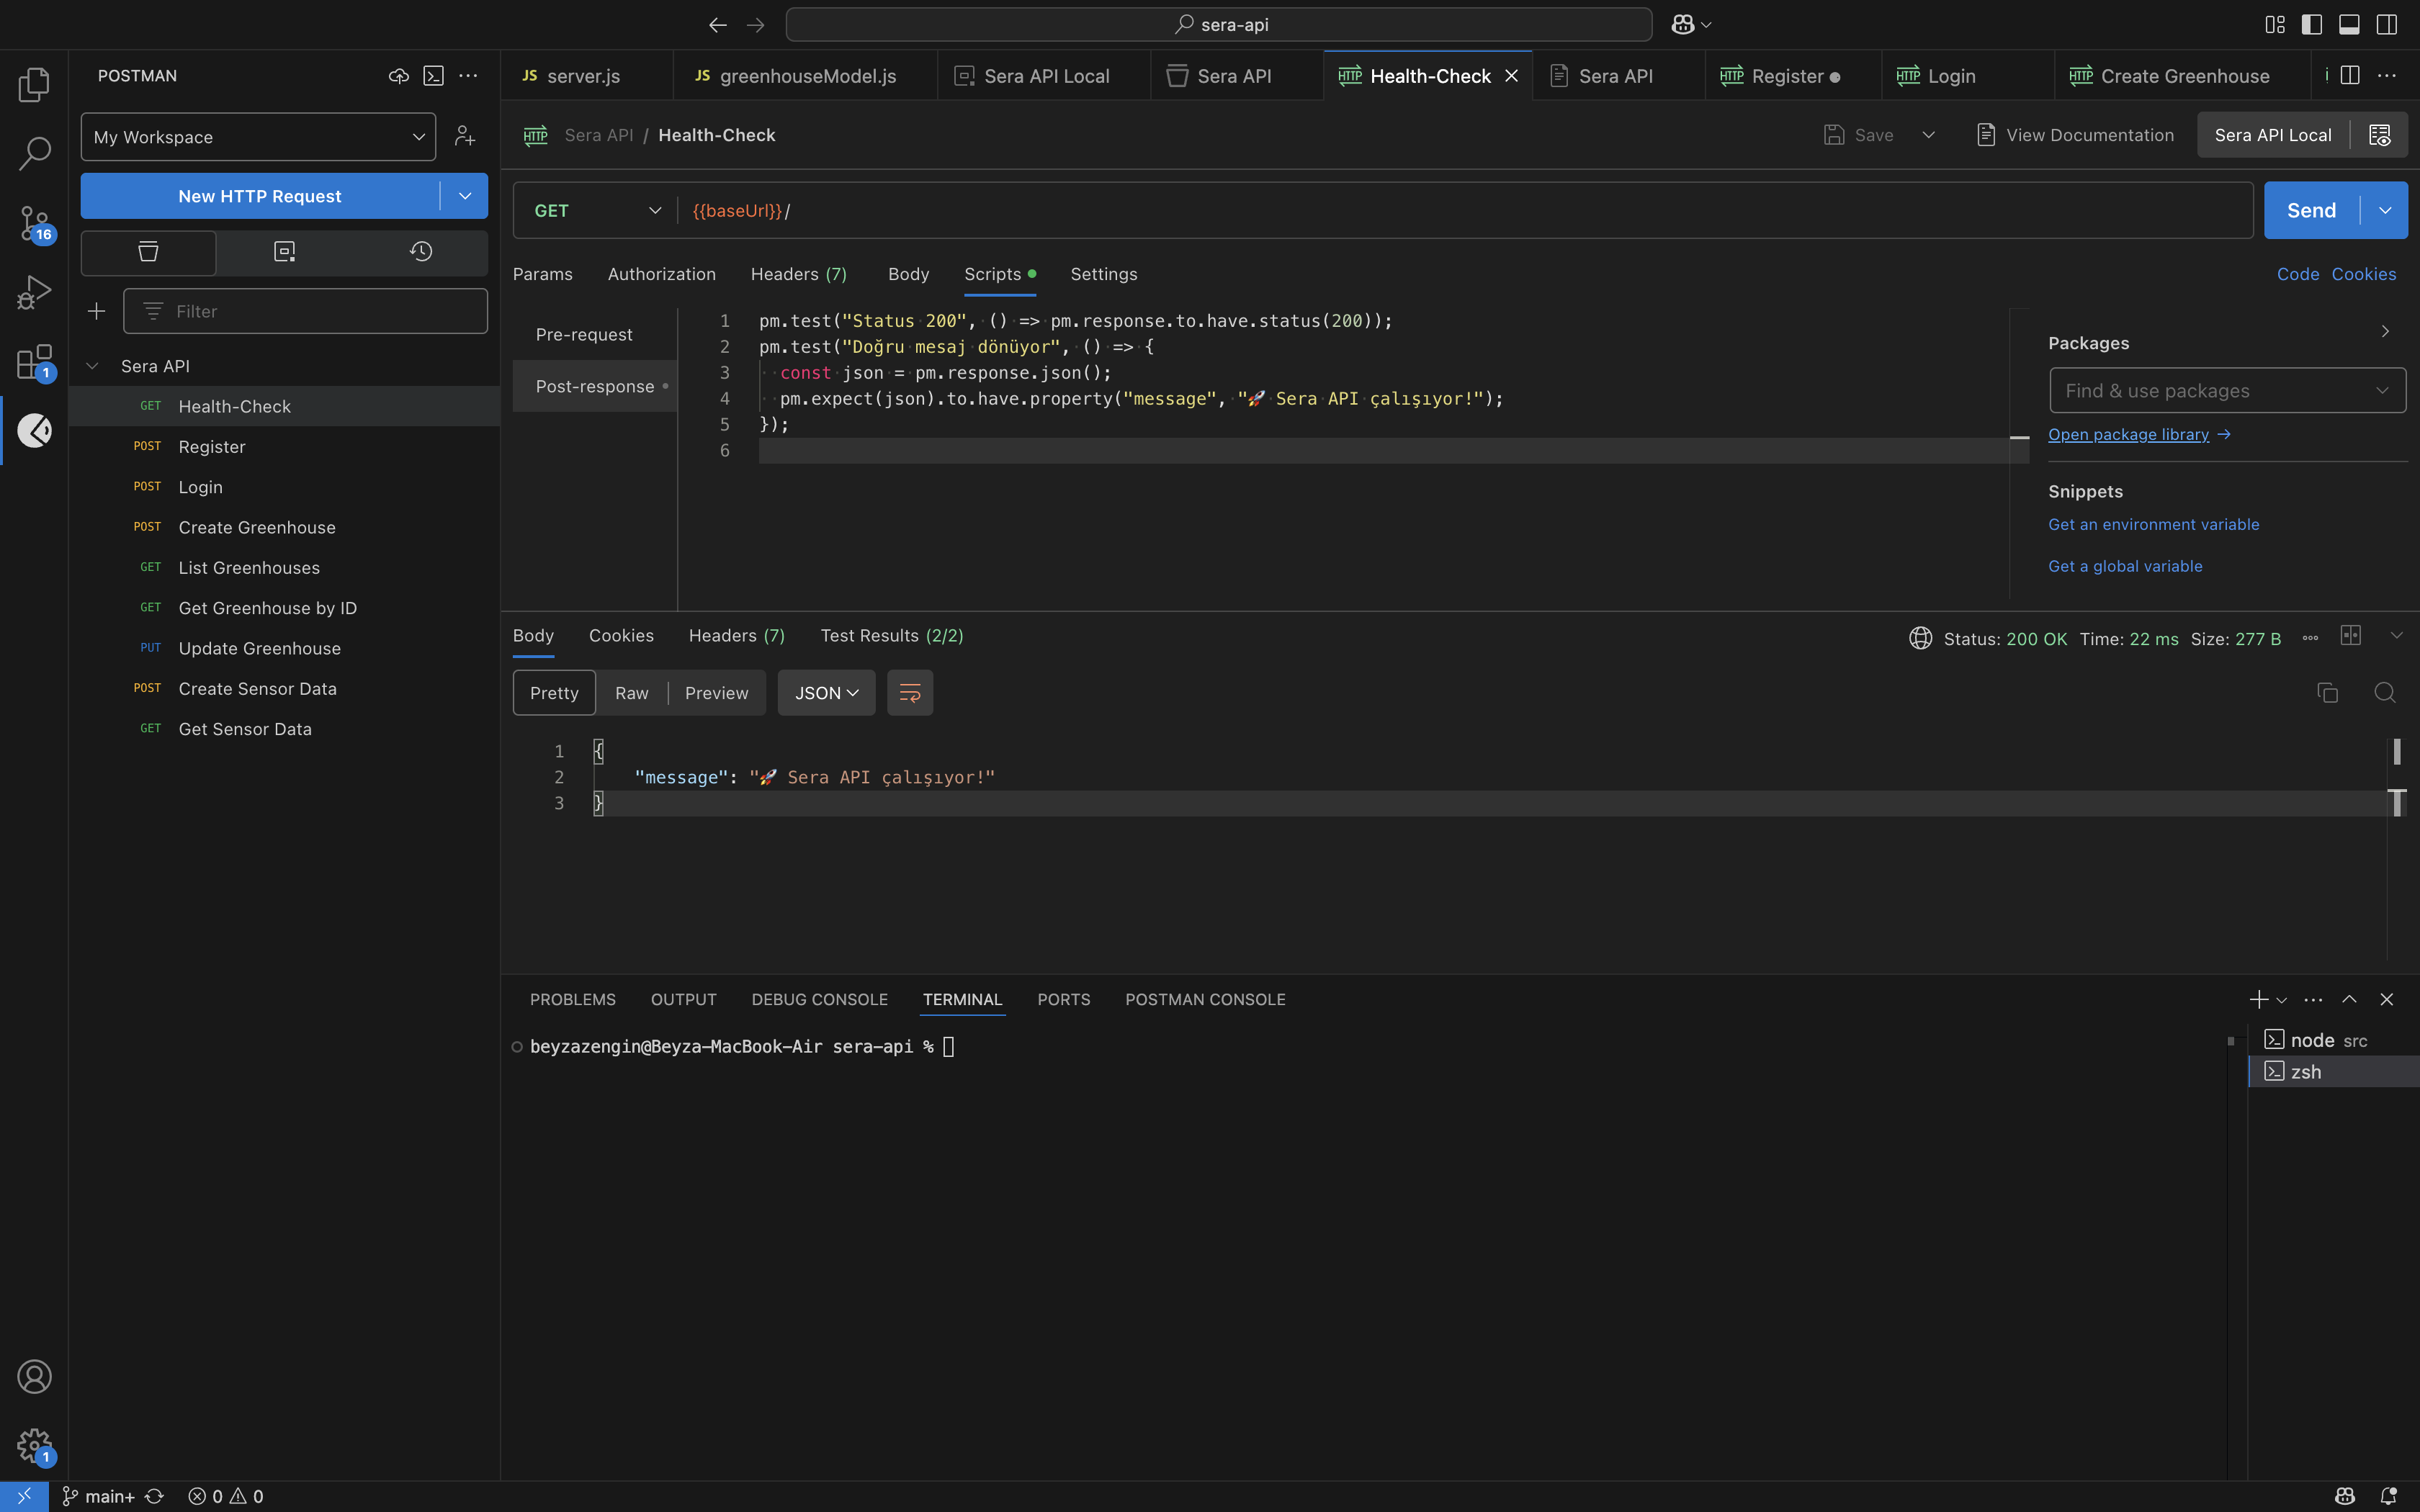 sera-api
POSTMAN
My Workspace
New HTTP Request
Filter
Sera API
GET Health-Check
POST Register
POST Login
POST Create Greenhouse
GET List Greenhouses
GET Get Greenhouse by ID
PUT Update Greenhouse
POST Create Sensor Data
GET Get Sensor Data
16
1
1
JS server.js
JS greenhouseModel.js
Sera API Local
Sera API
HTTP Health-Check
Sera API
HTTP Register
HTTP Login
HTTP Create Greenhouse
HTTP Sera API / Health-Check
Save
View Documentation
Sera API Local
GET {{baseUrl}}/
Send
Params Authorization Headers (7) Body Scripts Settings
Code Cookies
Pre-request
Post-response
1 pm.test("Status 200", () => pm.response.to.have.status(200));
2 pm.test("Doğru mesaj dönüyor", () => {
3 const json = pm.response.json();
4 pm.expect(json).to.have.property("message", "🚀 Sera API çalışıyor!");
5 });
6
Packages
Find & use packages
Open package library →
Snippets
Get an environment variable
Get a global variable
Body Cookies Headers (7) Test Results (2/2)
Status: 200 OK Time: 22 ms Size: 277 B
Pretty Raw Preview JSON
1 {
2 "message": "🚀 Sera API çalışıyor!"
3 }
PROBLEMS OUTPUT DEBUG CONSOLE TERMINAL PORTS POSTMAN CONSOLE
beyzazengin@Beyza-MacBook-Air sera-api %
node src
zsh
main+ 0 0